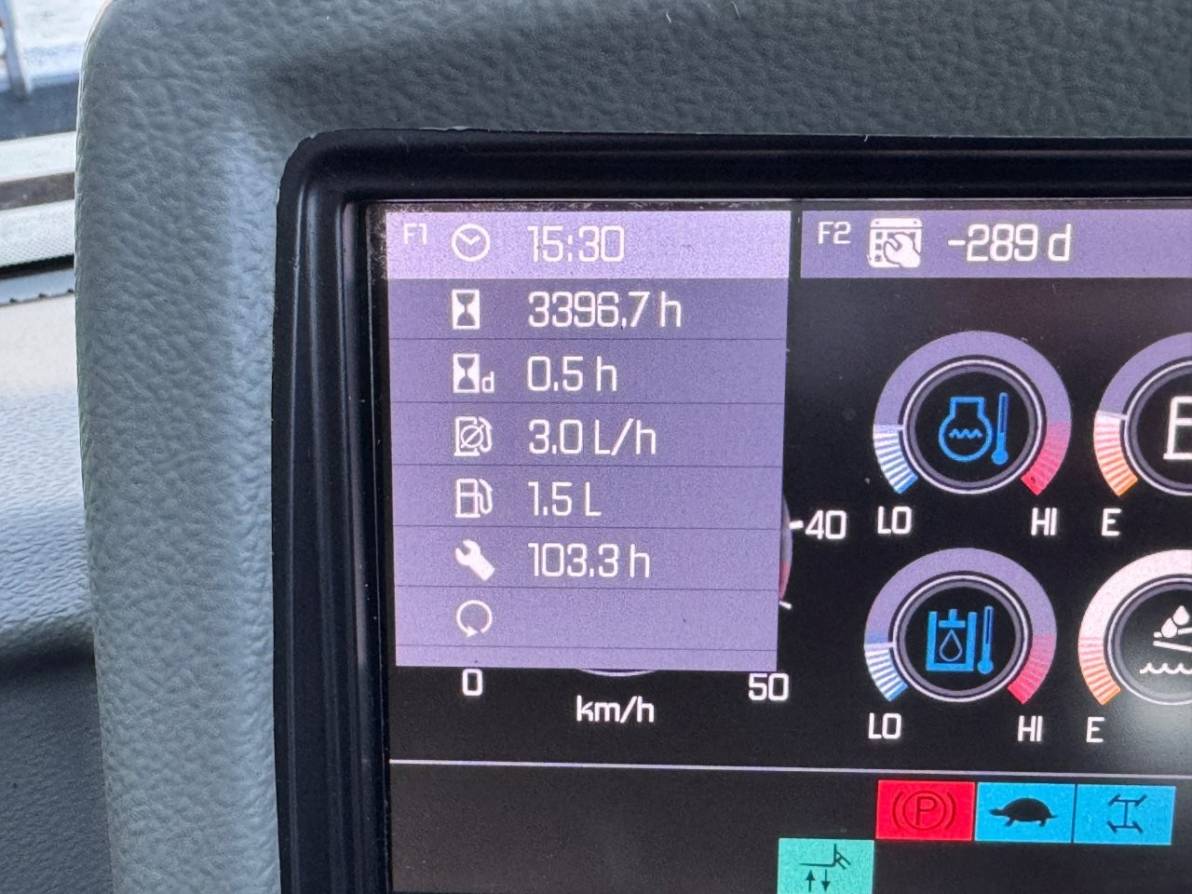 F1 15:30
F2 -289 d
3396.7 h
d 0.5 h
3.0 L/h
1.5 L
103.3 h
40
LO HI E
0 50
km/h
LO HI E
(P)